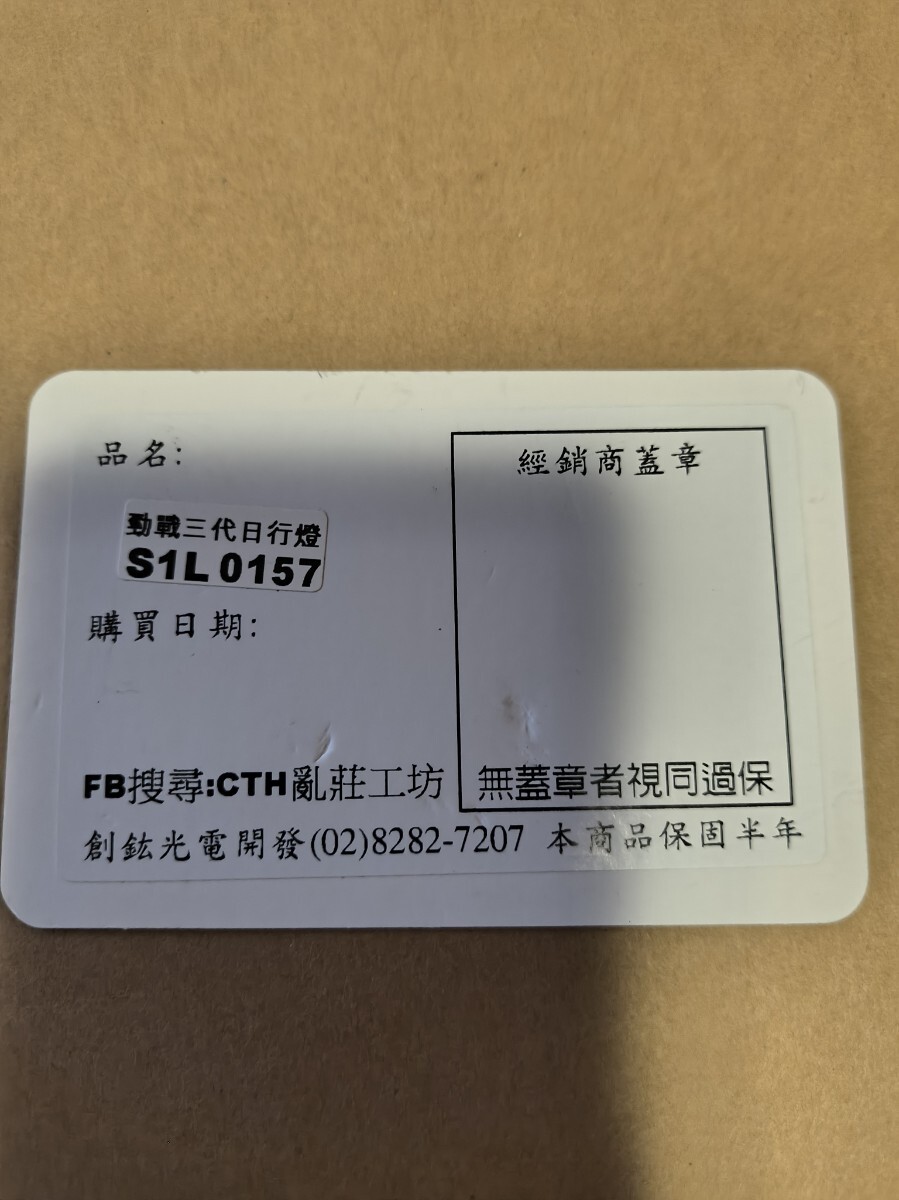 品名:
經銷商蓋章
勁戰三代日行燈
S1L 0157
購買日期:
FB搜尋:CTH亂莊工坊
無蓋章者視同過保
創鈜光電開發(02)8282-7207 本商品保固半年